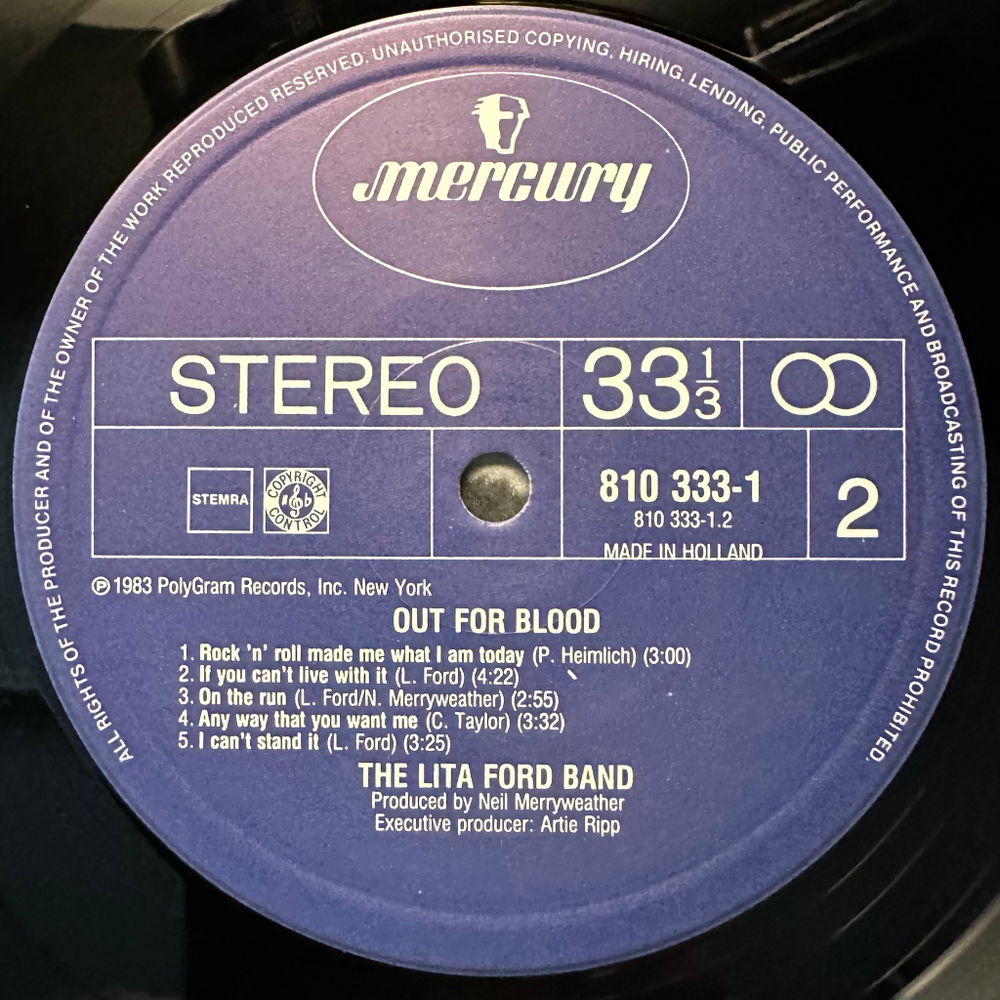 ALL RIGHTS OF THE PRODUCER AND OF THE OWNER OF THE WORK REPRODUCED RESERVED. UNAUTHORISED COPYING. HIRING. LENDING. PUBLIC PERFORMANCE AND BROADCASTING OF THIS RECORD PROHIBITED.
mercury
STEREO 33 1/3
STEMRA
COPYRIGHT CONTROL
810 333-1
810 333-1.2
MADE IN HOLLAND
2
℗ 1983 PolyGram Records, Inc. New York
OUT FOR BLOOD
1. Rock 'n' roll made me what I am today (P. Heimlich) (3:00)
2. If you can't live with it (L. Ford) (4:22)
3. On the run (L. Ford/N. Merryweather) (2:55)
4. Any way that you want me (C. Taylor) (3:32)
5. I can't stand it (L. Ford) (3:25)
THE LITA FORD BAND
Produced by Neil Merryweather
Executive producer: Artie Ripp